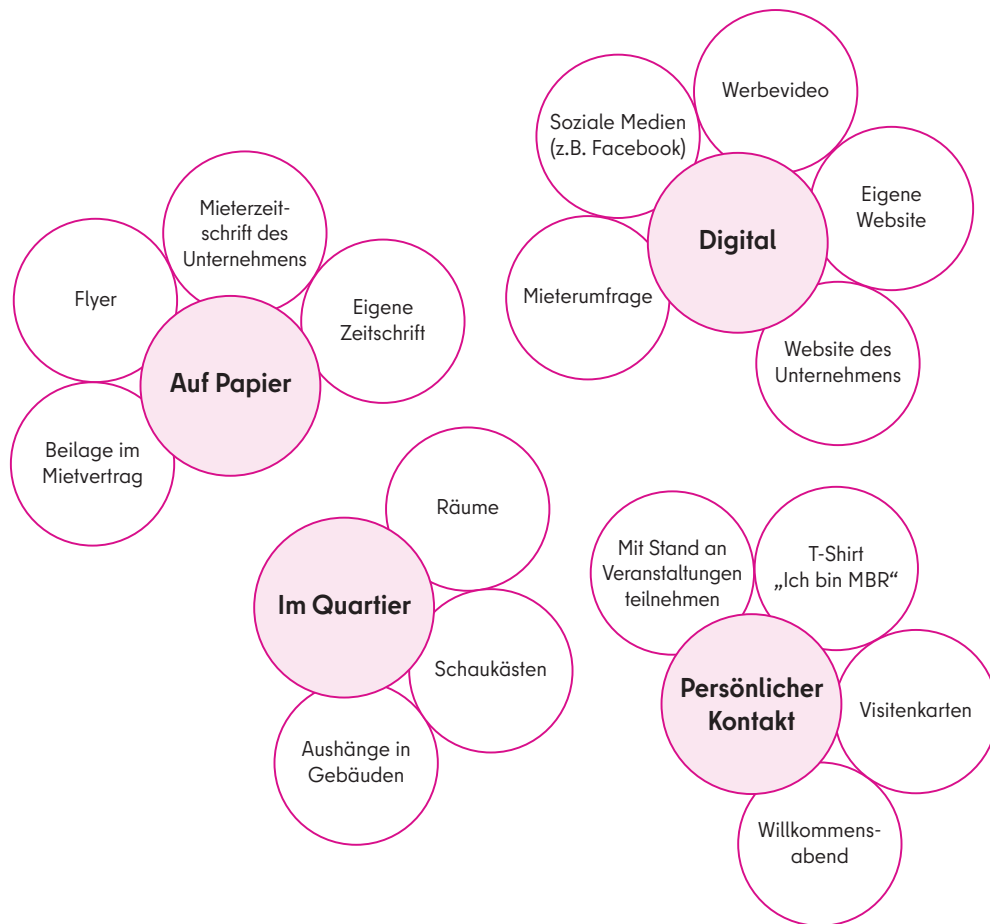 Auf Papier
Beilage im
Mietvertrag
Flyer
Mieterzeit-
schrift des
Unternehmens
Eigene
Zeitschrift
Digital
Mieterumfrage
Soziale Medien
(z.B. Facebook)
Werbevideo
Eigene
Website
Website des
Unternehmens
Im Quartier
Räume
Schaukästen
Aushänge in
Gebäuden
Persönlicher
Kontakt
Mit Stand an
Veranstaltungen
teilnehmen
T-Shirt
„Ich bin MBR“
Visitenkarten
Willkommens-
abend